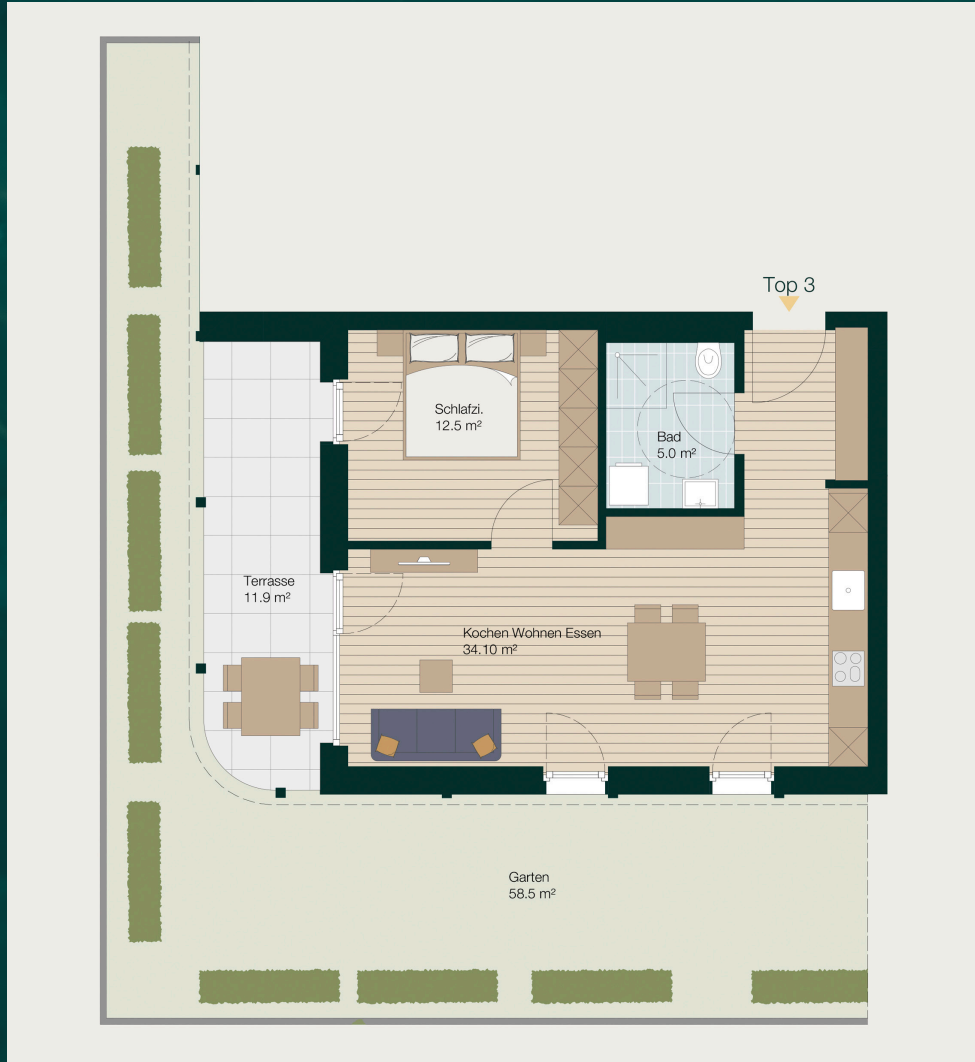 Top 3
Schlafzi.
12.5 m²
Bad
5.0 m²
Terrasse
11.9 m²
Kochen Wohnen Essen
34.10 m²
Garten
58.5 m²